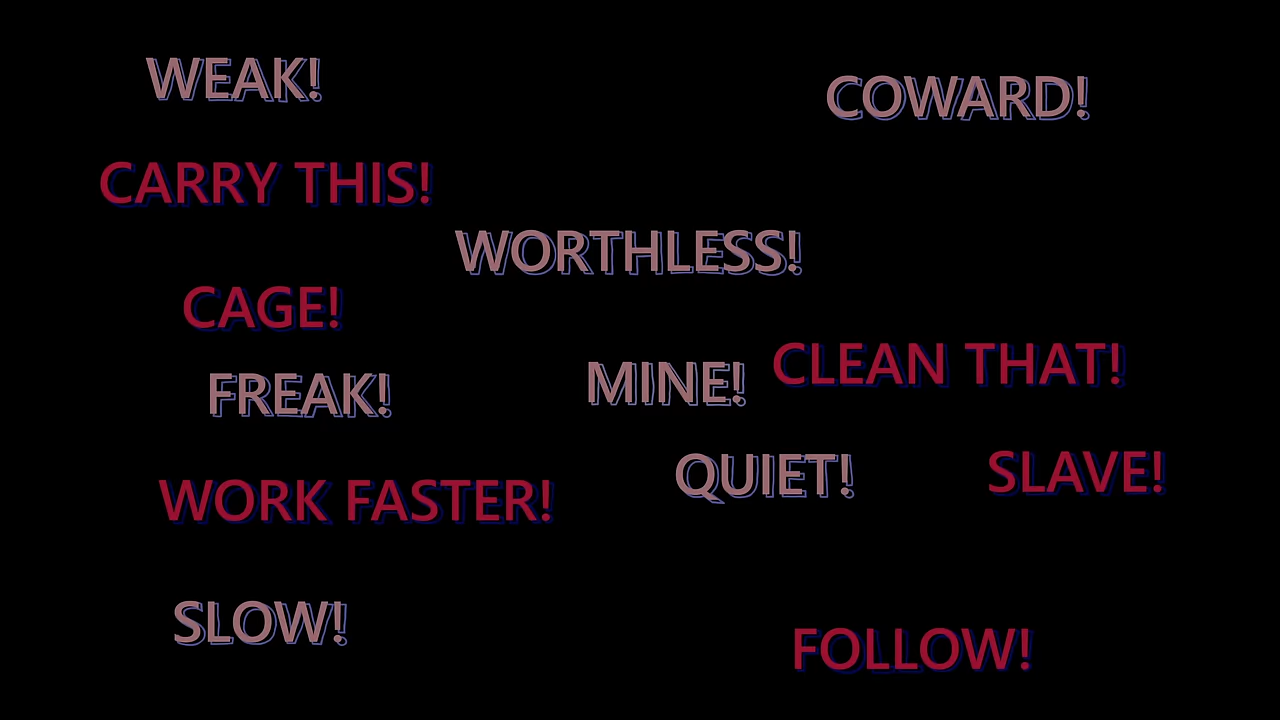 WEAK!
COWARD!
CARRY THIS!
WORTHLESS!
CAGE!
CLEAN THAT!
MINE!
FREAK!
SLAVE!
QUIET!
WORK FASTER!
SLOW!
FOLLOW!